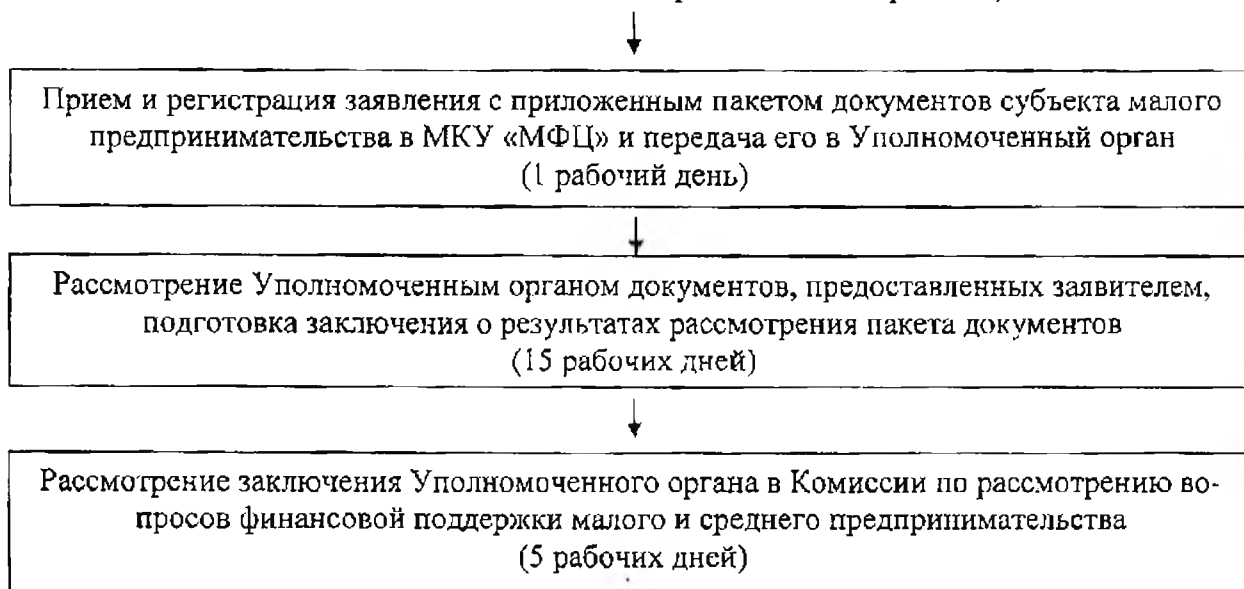 Прием и регистрация заявления с приложенным пакетом документов субъекта малого
предпринимательства в МКУ «МФЦ» и передача его в Уполномоченный орган
(1 рабочий день)
Рассмотрение Уполномоченным органом документов, предоставленных заявителем,
подготовка заключения о результатах рассмотрения пакета документов
(15 рабочих дней)
Рассмотрение заключения Уполномоченного органа в Комиссии по рассмотрению во-
просов финансовой поддержки малого и среднего предпринимательства
(5 рабочих дней)